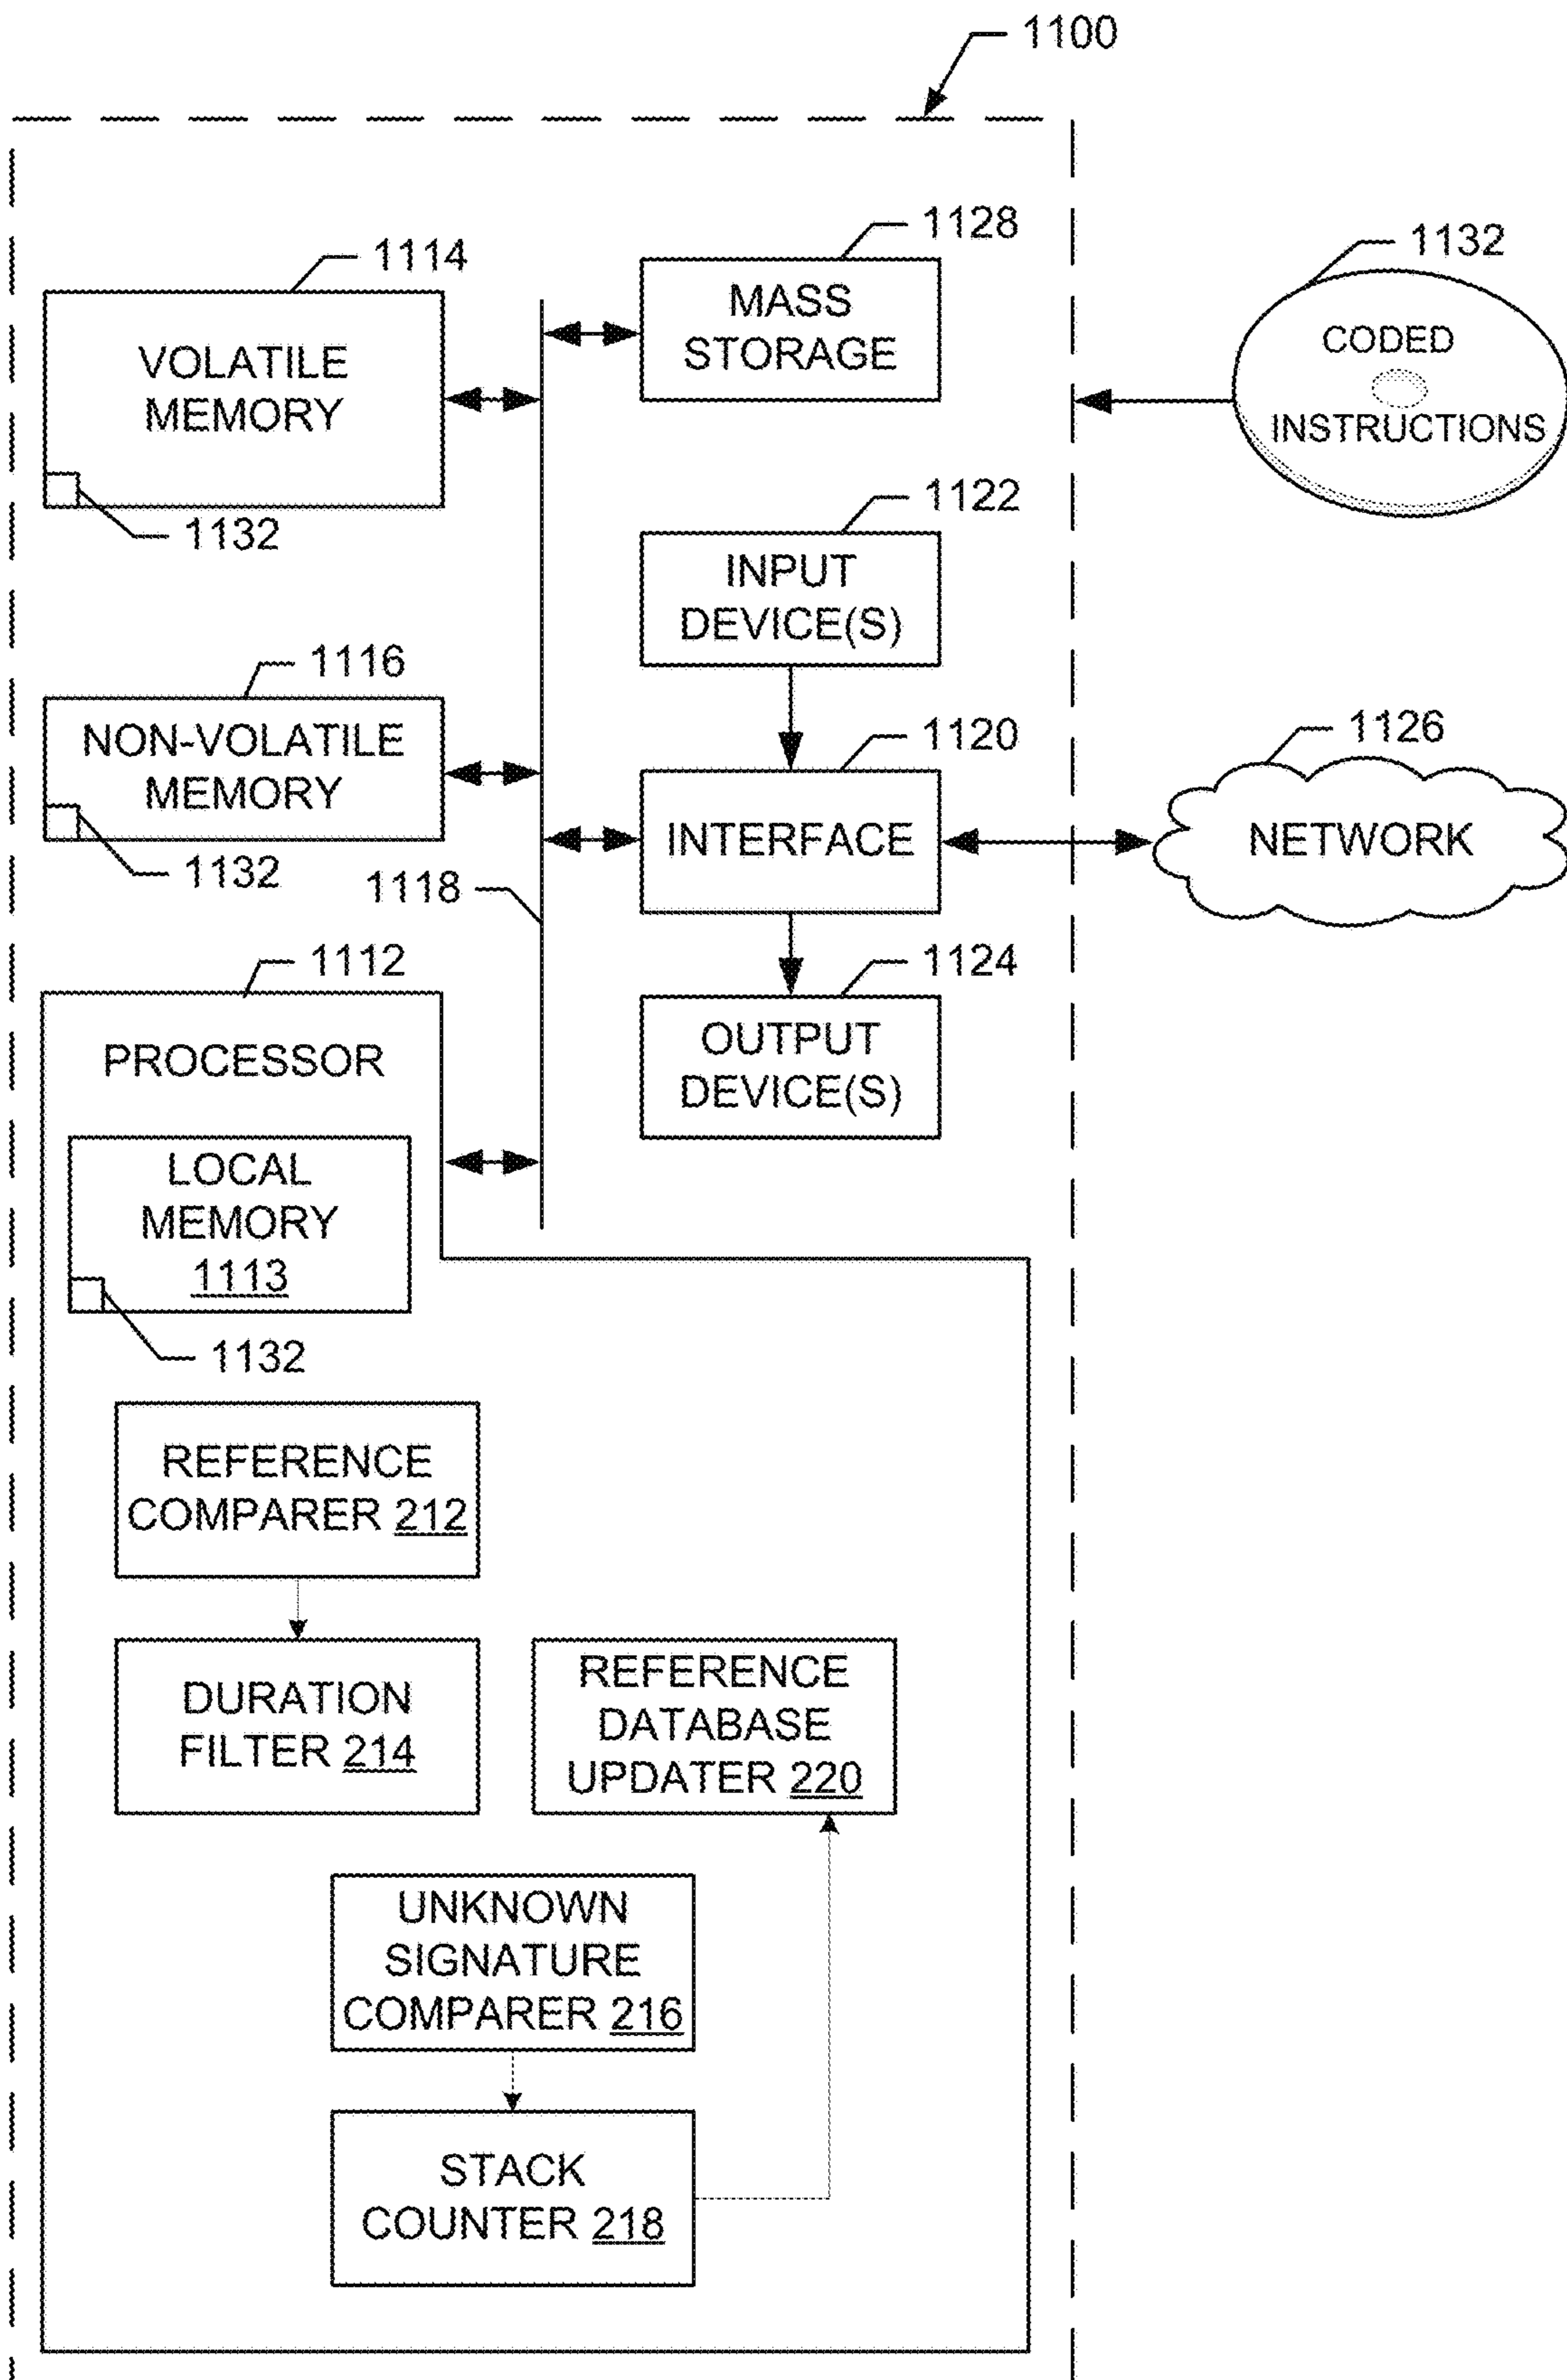 1100
1128
1114
1132
MASS
STORAGE
VOLATILE
MEMORY
CODED
INSTRUCTIONS
1132
1122
INPUT
DEVICE(S)
1116
NON-VOLATILE
MEMORY
1120
1126
INTERFACE
NETWORK
1132
1118
1112
1124
PROCESSOR
OUTPUT
DEVICE(S)
LOCAL
MEMORY
1113
1132
REFERENCE
COMPARER 212
DURATION
FILTER 214
REFERENCE
DATABASE
UPDATER 220
UNKNOWN
SIGNATURE
COMPARER 216
STACK
COUNTER 218